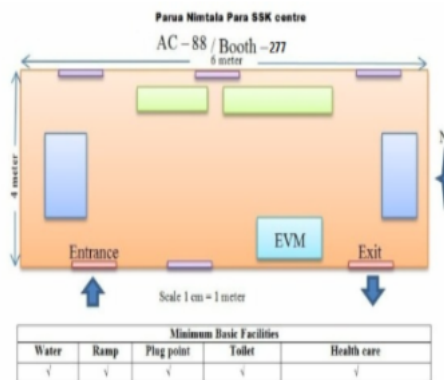 Parua Nimtala Para SSK centre
AC – 88 / Booth – 277
6 meter
4 meter
N
EVM
Entrance
Exit
Scale 1 cm = 1 meter
Minimum Basic Facilities
Water Ramp Plug point Toilet Health care
√ √ √ √ √